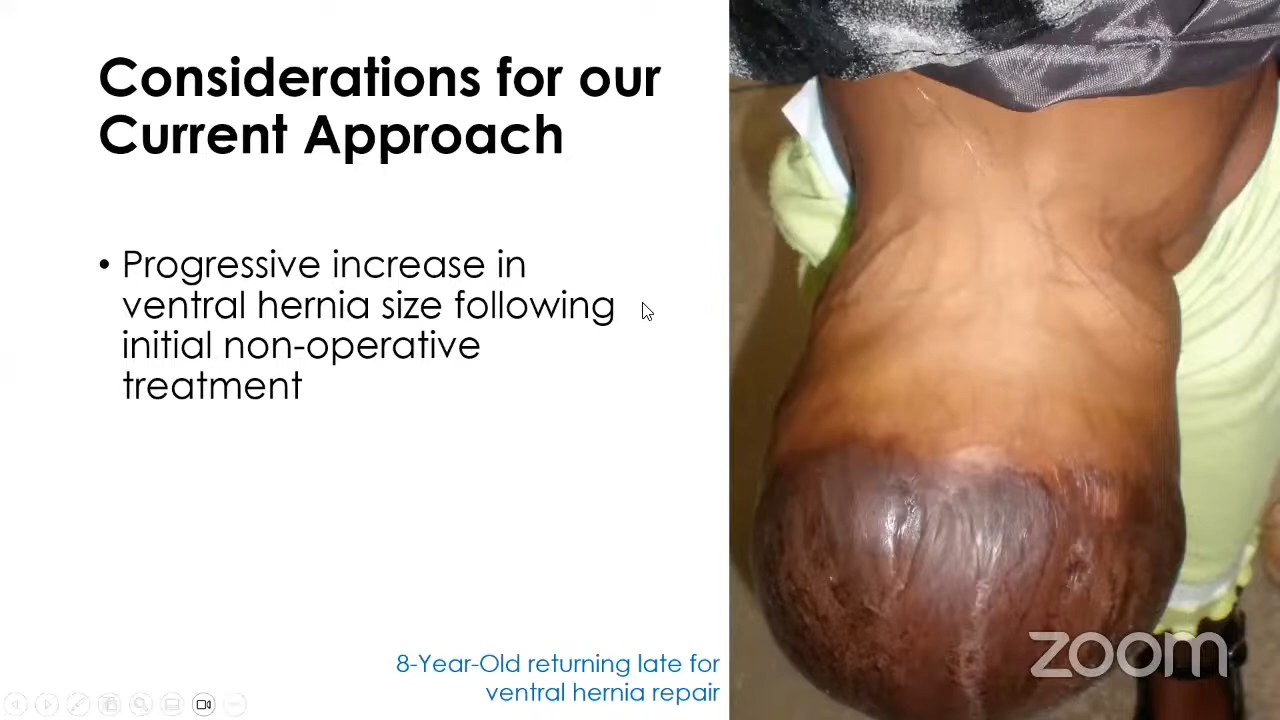 Considerations for our
Current Approach
• Progressive increase in
ventral hernia size following
initial non-operative
treatment
8-Year-Old returning late for
ventral hernia repair
zoom